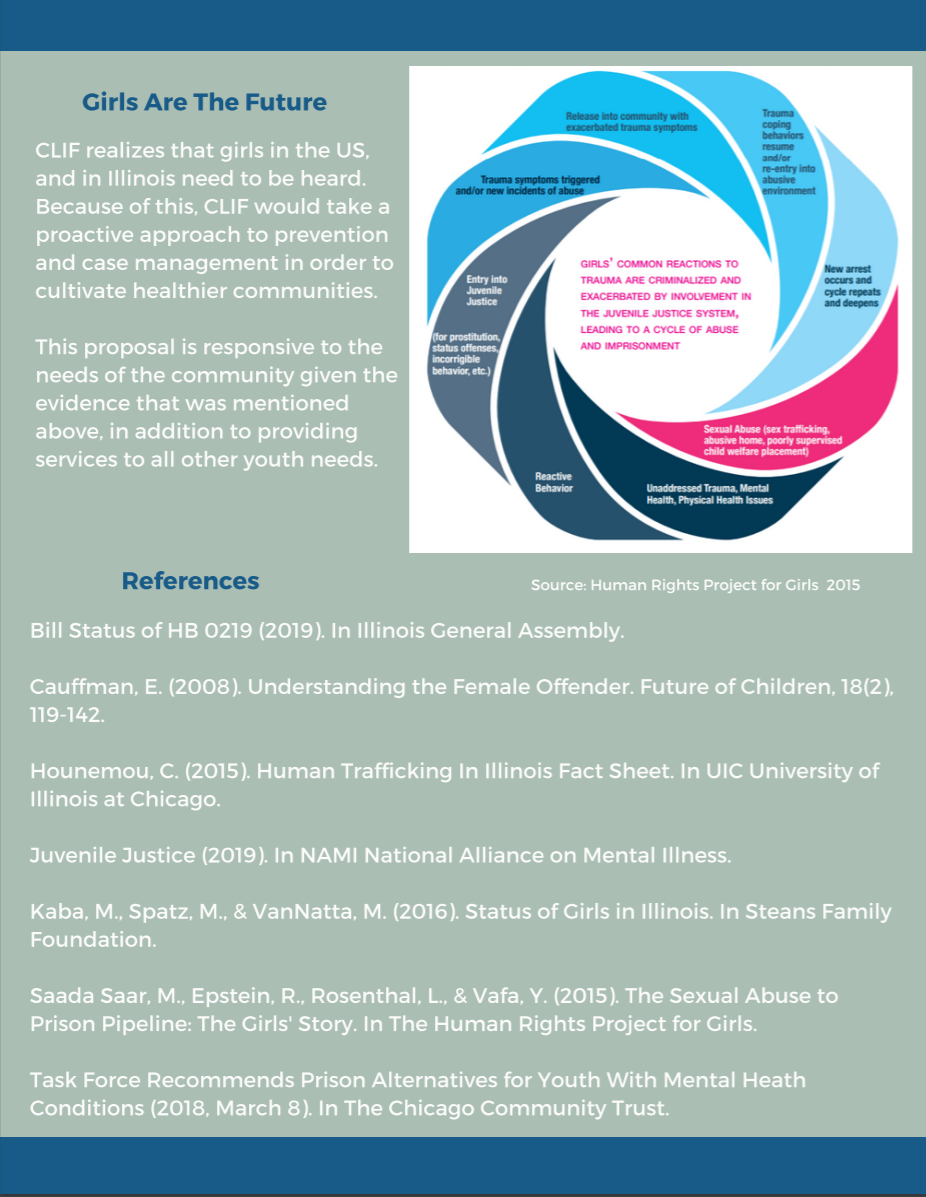 Girls Are The Future
CLIF realizes that girls in the US,
and in Illinois need to be heard.
Because of this, CLIF would take a
proactive approach to prevention
and case management in order to
cultivate healthier communities.
This proposal is responsive to the
needs of the community given the
evidence that was mentioned
above, in addition to providing
services to all other youth needs.
Release into community with
exacerbated trauma symptoms
Trauma
coping
behaviors
resume
and/or
re-entry into
abusive
environment
Trauma symptoms triggered
and/or new incidents of abuse
New arrest
occurs and
cycle repeats
and deepens
Entry into
Juvenile
Justice
(for prostitution,
status offenses,
incorrigible
behavior, etc.)
GIRLS' COMMON REACTIONS TO
TRAUMA ARE CRIMINALIZED AND
EXACERBATED BY INVOLVEMENT IN
THE JUVENILE JUSTICE SYSTEM,
LEADING TO A CYCLE OF ABUSE
AND IMPRISONMENT
Sexual Abuse (sex trafficking,
abusive home, poorly supervised
child welfare placement)
Reactive
Behavior
Unaddressed Trauma, Mental
Health, Physical Health Issues
Source: Human Rights Project for Girls 2015
References
Bill Status of HB 0219 (2019). In Illinois General Assembly.
Cauffman, E. (2008). Understanding the Female Offender. Future of Children, 18(2),
119-142.
Hounemou, C. (2015). Human Trafficking In Illinois Fact Sheet. In UIC University of
Illinois at Chicago.
Juvenile Justice (2019). In NAMI National Alliance on Mental Illness.
Kaba, M., Spatz, M., & VanNatta, M. (2016). Status of Girls in Illinois. In Steans Family
Foundation.
Saada Saar, M., Epstein, R., Rosenthal, L., & Vafa, Y. (2015). The Sexual Abuse to
Prison Pipeline: The Girls' Story. In The Human Rights Project for Girls.
Task Force Recommends Prison Alternatives for Youth With Mental Heath
Conditions (2018, March 8). In The Chicago Community Trust.